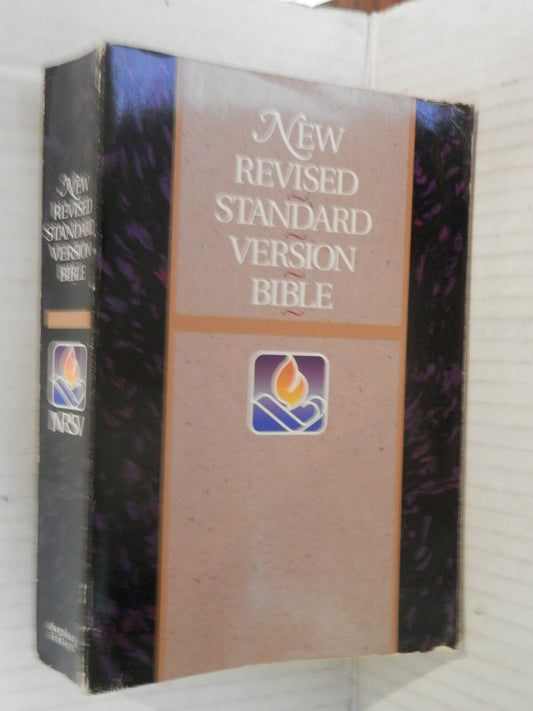 NEW
REVISED
STANDARD
VERSION
BIBLE
NEW
REVISED
STANDARD
VERSION
BIBLE
NRSV